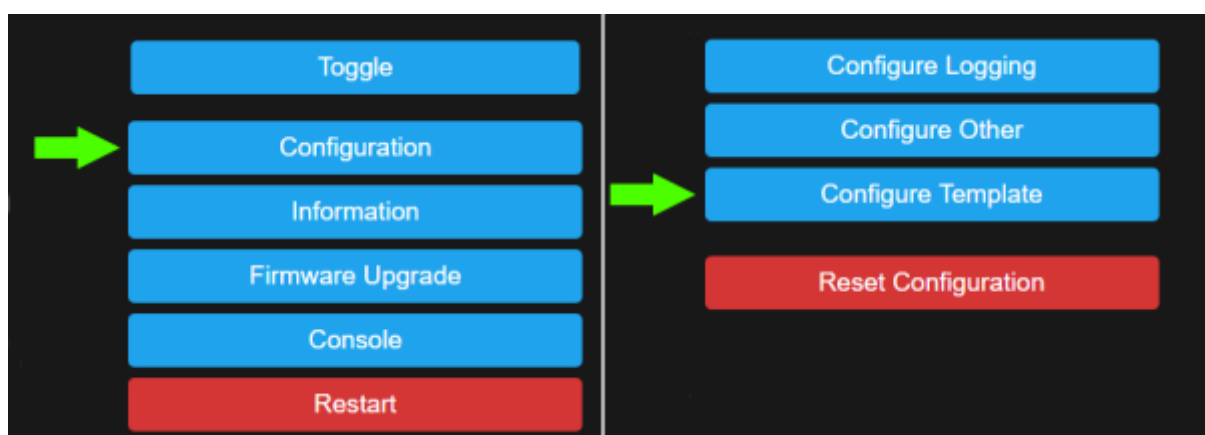 Toggle
Configuration
Information
Firmware Upgrade
Console
Restart
Configure Logging
Configure Other
Configure Template
Reset Configuration